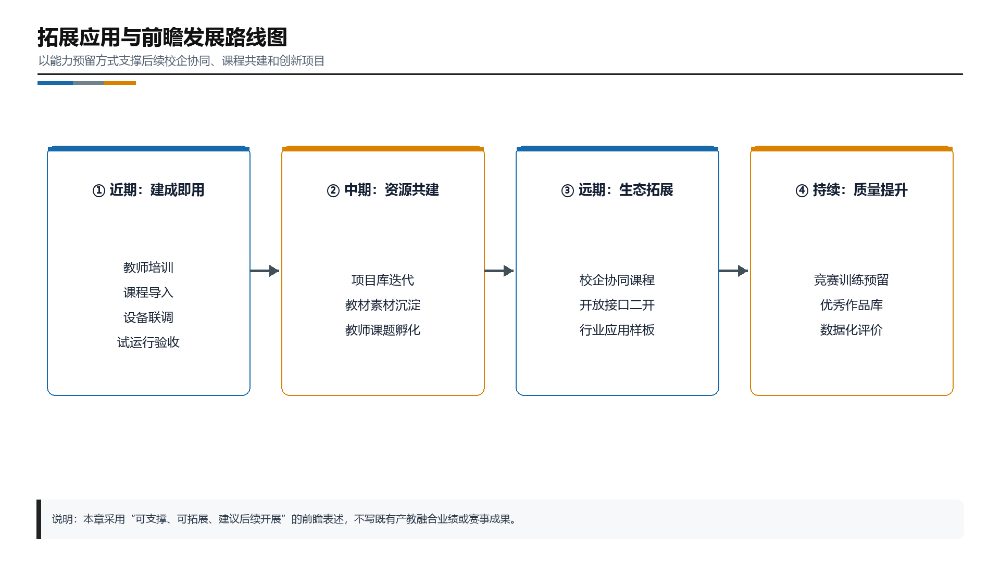 拓展应用与前瞻发展路线图
以能力预留方式支撑后续校企协同、课程共建和创新项目
① 近期：建成即用
教师培训
课程导入
设备联调
试运行验收
② 中期：资源共建
项目库迭代
教材素材沉淀
教师课题孵化
③ 远期：生态拓展
校企协同课程
开放接口二开
行业应用样板
④ 持续：质量提升
竞赛训练预留
优秀作品库
数据化评价
说明：本章采用“可支撑、可拓展、建议后续开展”的前瞻表述，不写既有产教融合业绩或赛事成果。